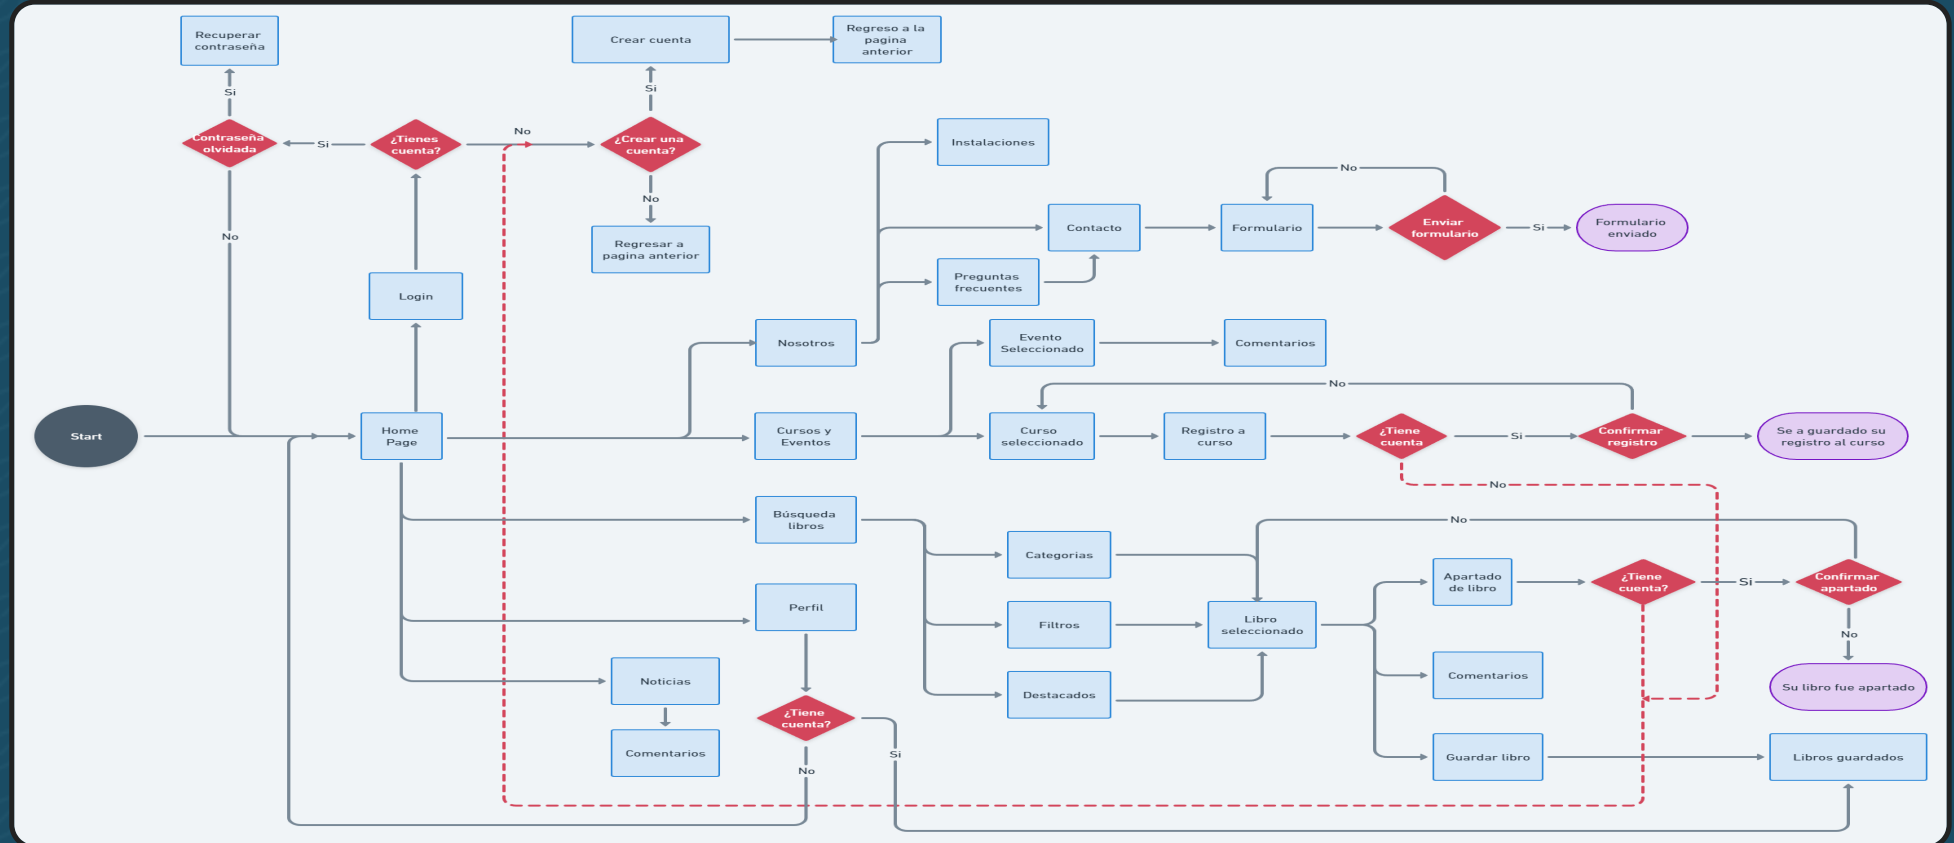 Recuperar
contraseña
Crear cuenta
Regreso a la
pagina
anterior
Si
Si
Contraseña
olvidada
Si
¿Tienes
cuenta?
No
¿Crear una
cuenta?
Instalaciones
No
No
Regresar a
pagina anterior
No
Contacto
Formulario
Enviar
formulario
Si
Formulario
enviado
Preguntas
frecuentes
Login
Nosotros
Evento
Seleccionado
Comentarios
No
Start
Home
Page
Cursos y
Eventos
Curso
seleccionado
Registro a
curso
¿Tiene
cuenta
Si
Confirmar
registro
Se a guardado su
registro al curso
No
Búsqueda
libros
No
Categorias
Apartado
de libro
¿Tiene
cuenta?
Si
Confirmar
apartado
Perfil
Filtros
Libro
seleccionado
No
Noticias
Destacados
Comentarios
Su libro fue apartado
¿Tiene
cuenta?
Comentarios
Si
No
Guardar libro
Libros guardados